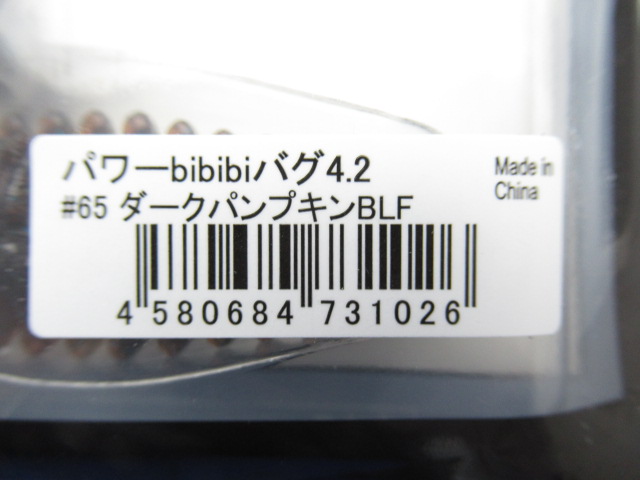 パワーbibibiバグ4.2
#65 ダークパンプキンBLF
Made in
China
4 580684 731026